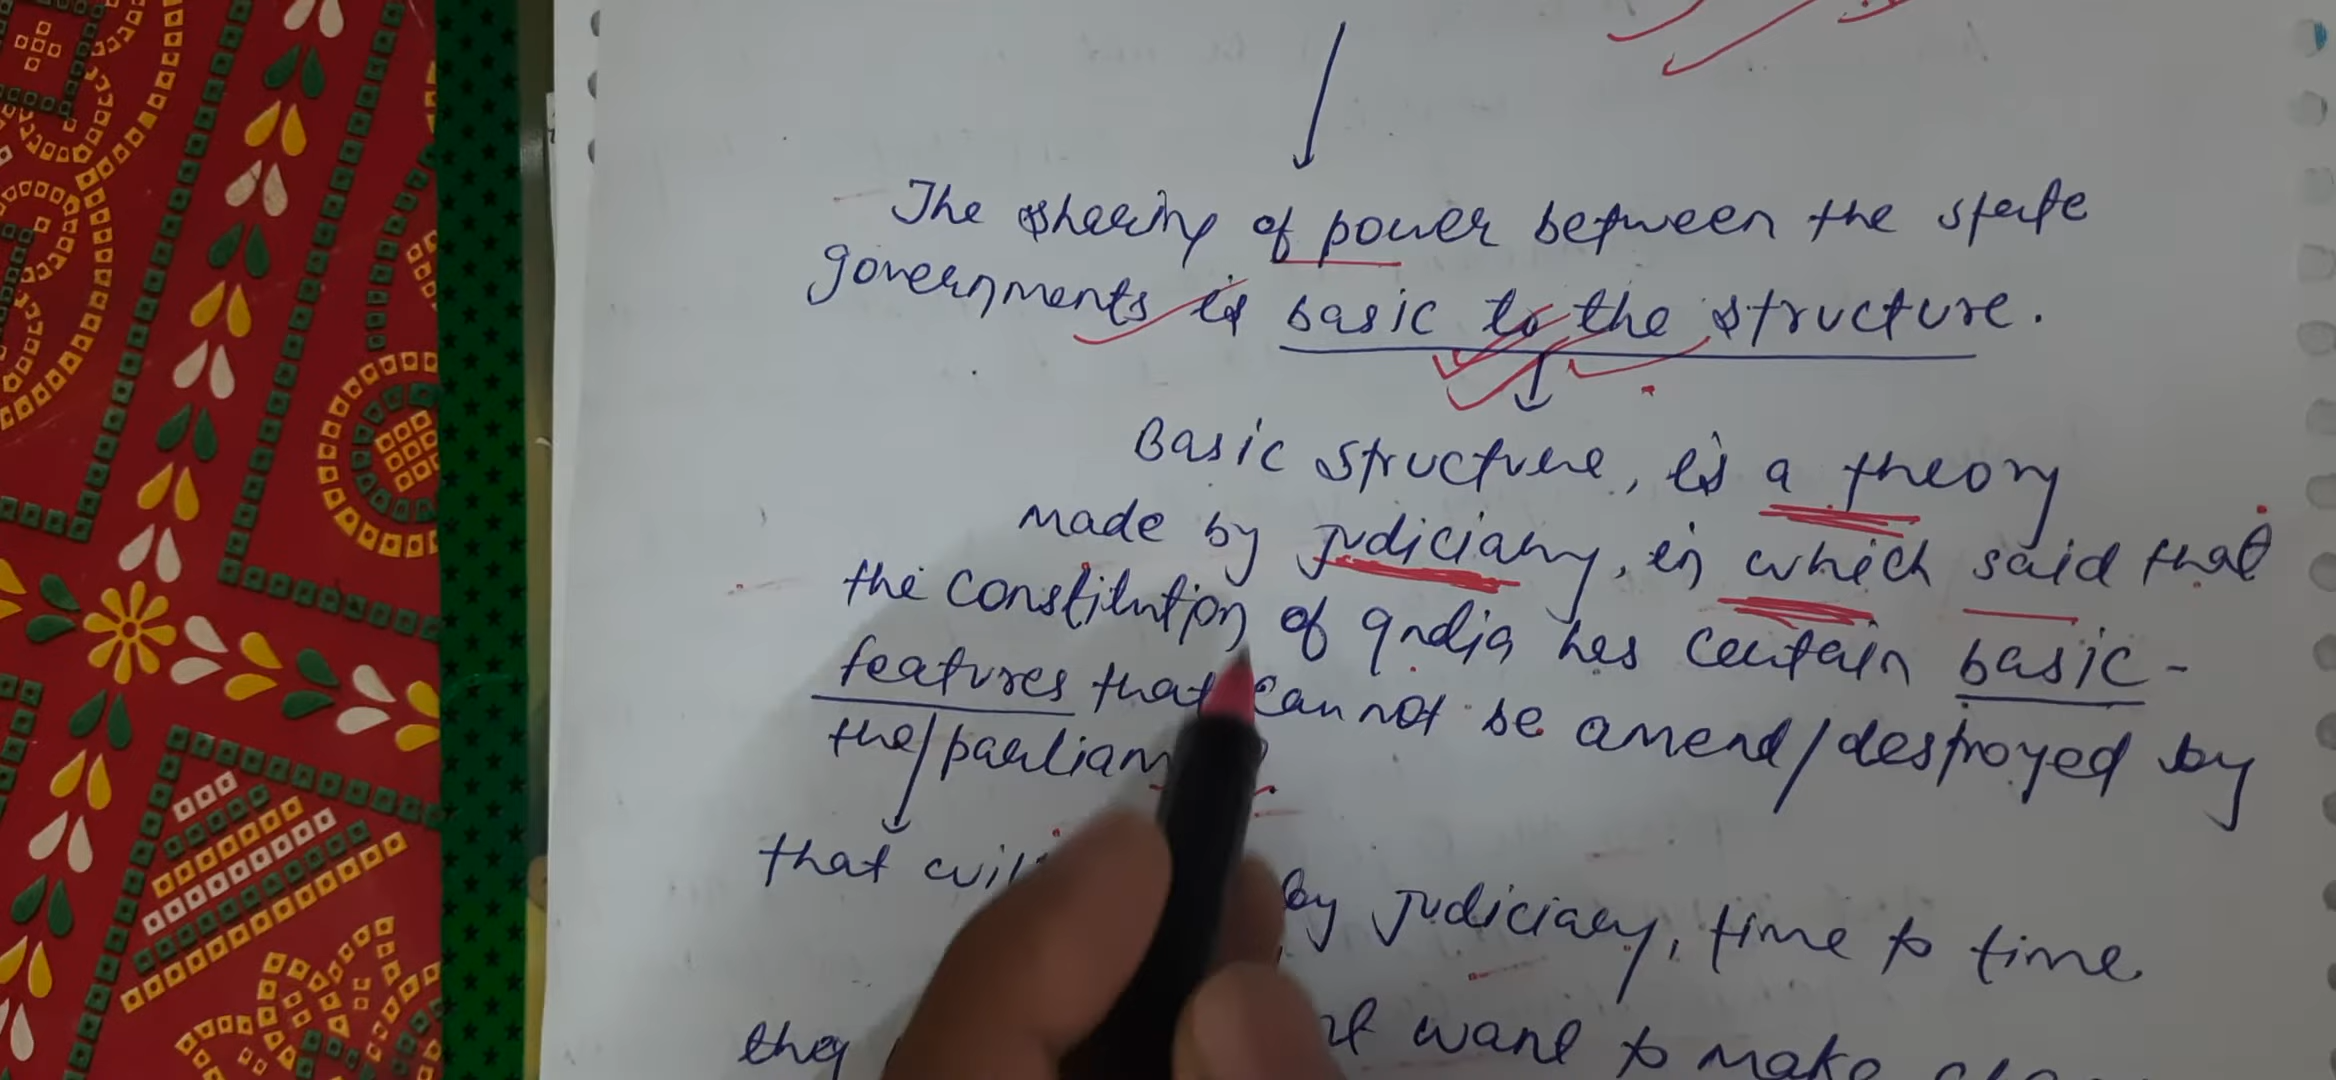 The shering of power between the state
governments is basic to the structure.
Basic structure, is a theory
made by judiciary, in which said that
the constitution of India has certain basic-
features that cannot be amend/destroyed by
the
that by judiciary, time to time
they want to make